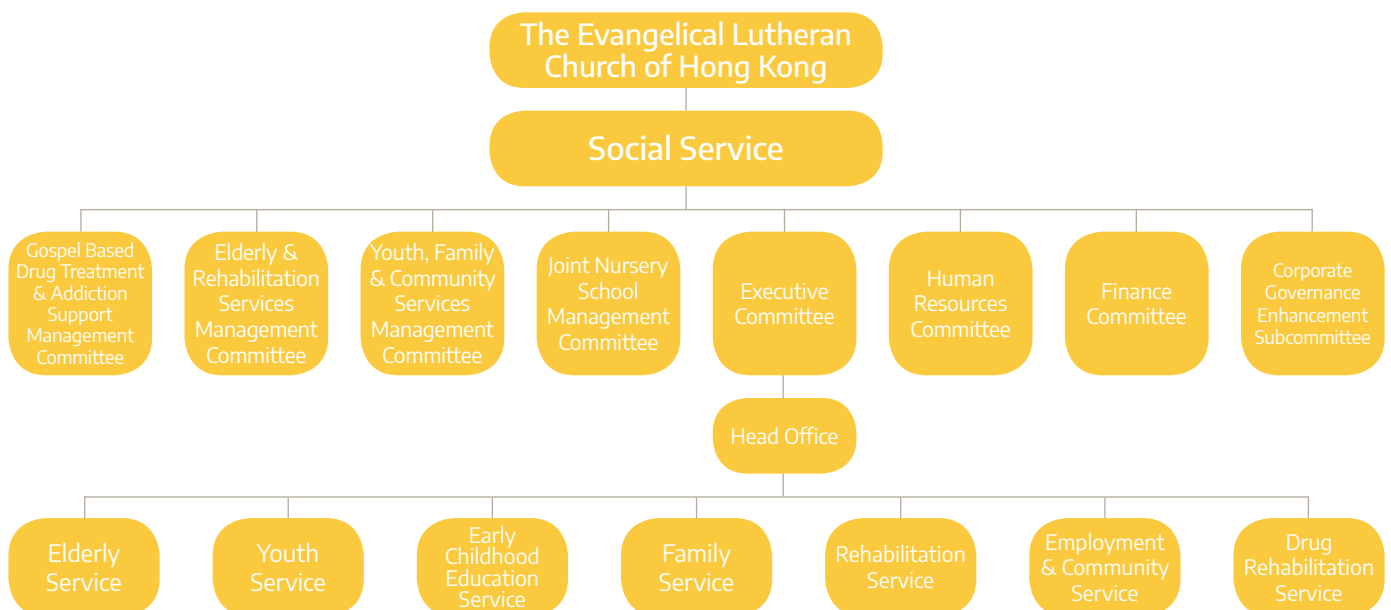 The Evangelical Lutheran
Church of Hong Kong
Social Service
Gospel Based
Drug Treatment
& Addiction
Support
Management
Committee
Elderly &
Rehabilitation
Services
Management
Committee
Youth, Family
& Community
Services
Management
Committee
Joint Nursery
School
Management
Committee
Executive
Committee
Human
Resources
Committee
Finance
Committee
Corporate
Governance
Enhancement
Subcommittee
Head Office
Elderly
Service
Youth
Service
Early
Childhood
Education
Service
Family
Service
Rehabilitation
Service
Employment
& Community
Service
Drug
Rehabilitation
Service